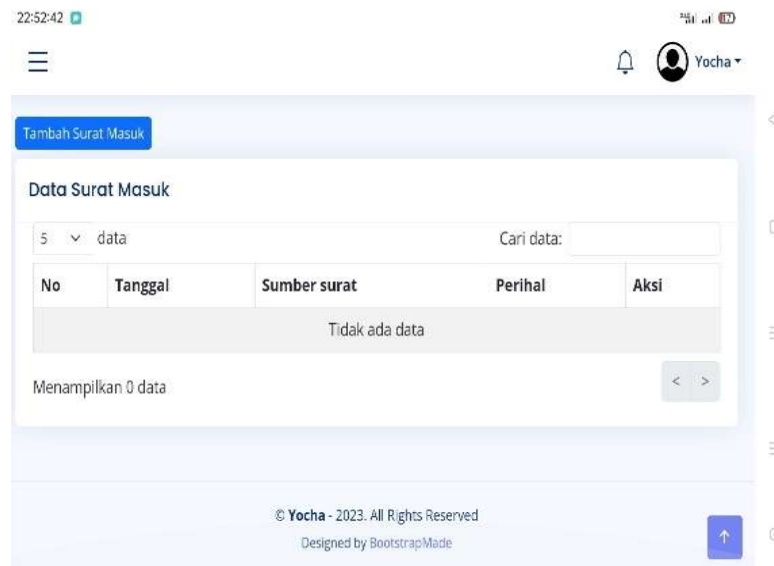 22:52:42
Yocha
Tambah Surat Masuk
Data Surat Masuk
5 data Cari data:
No Tanggal Sumber surat Perihal Aksi
Tidak ada data
Menampilkan 0 data < >
© Yocha - 2023. All Rights Reserved
Designed by BootstrapMade